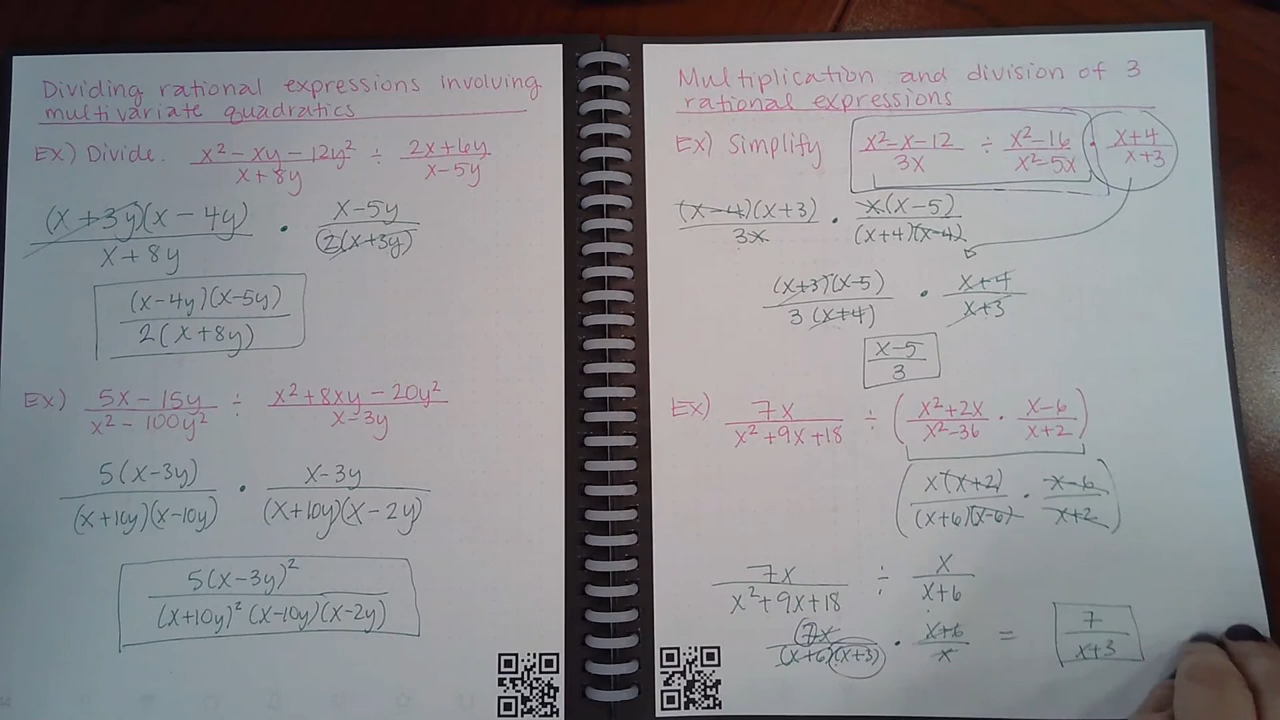 Dividing rational expressions involving
multivariate quadratics
Ex) Divide. (x² - xy - 12y²)/(x + 8y) ÷ (2x + 6y)/(x - 5y)
((x + 3y)(x - 4y))/(x + 8y) · (x - 5y)/(2(x + 3y))
((x - 4y)(x - 5y))/(2(x + 8y))
Ex) (5x - 15y)/(x² - 100y²) ÷ (x² + 8xy - 20y²)/(x - 3y)
(5(x - 3y))/((x + 10y)(x - 10y)) · (x - 3y)/((x + 10y)(x - 2y))
(5(x - 3y)²)/((x + 10y)² (x - 10y)(x - 2y))
Multiplication and division of 3
rational expressions
Ex) Simplify (x² - x - 12)/(3x) ÷ (x² - 16)/(x² - 5x) · (x + 4)/(x + 3)
((x - 4)(x + 3))/(3x) · (x(x - 5))/((x + 4)(x - 4))
((x + 3)(x - 5))/(3(x + 4)) · (x + 4)/(x + 3)
(x - 5)/3
Ex) (7x)/(x² + 9x + 18) ÷ ((x² + 2x)/(x² - 36) · (x - 6)/(x + 2))
((x(x + 2))/((x + 6)(x - 6)) · (x - 6)/(x + 2))
(7x)/(x² + 9x + 18) ÷ x/(x + 6)
(7x)/((x + 6)(x + 3)) · (x + 6)/x = 7/(x + 3)